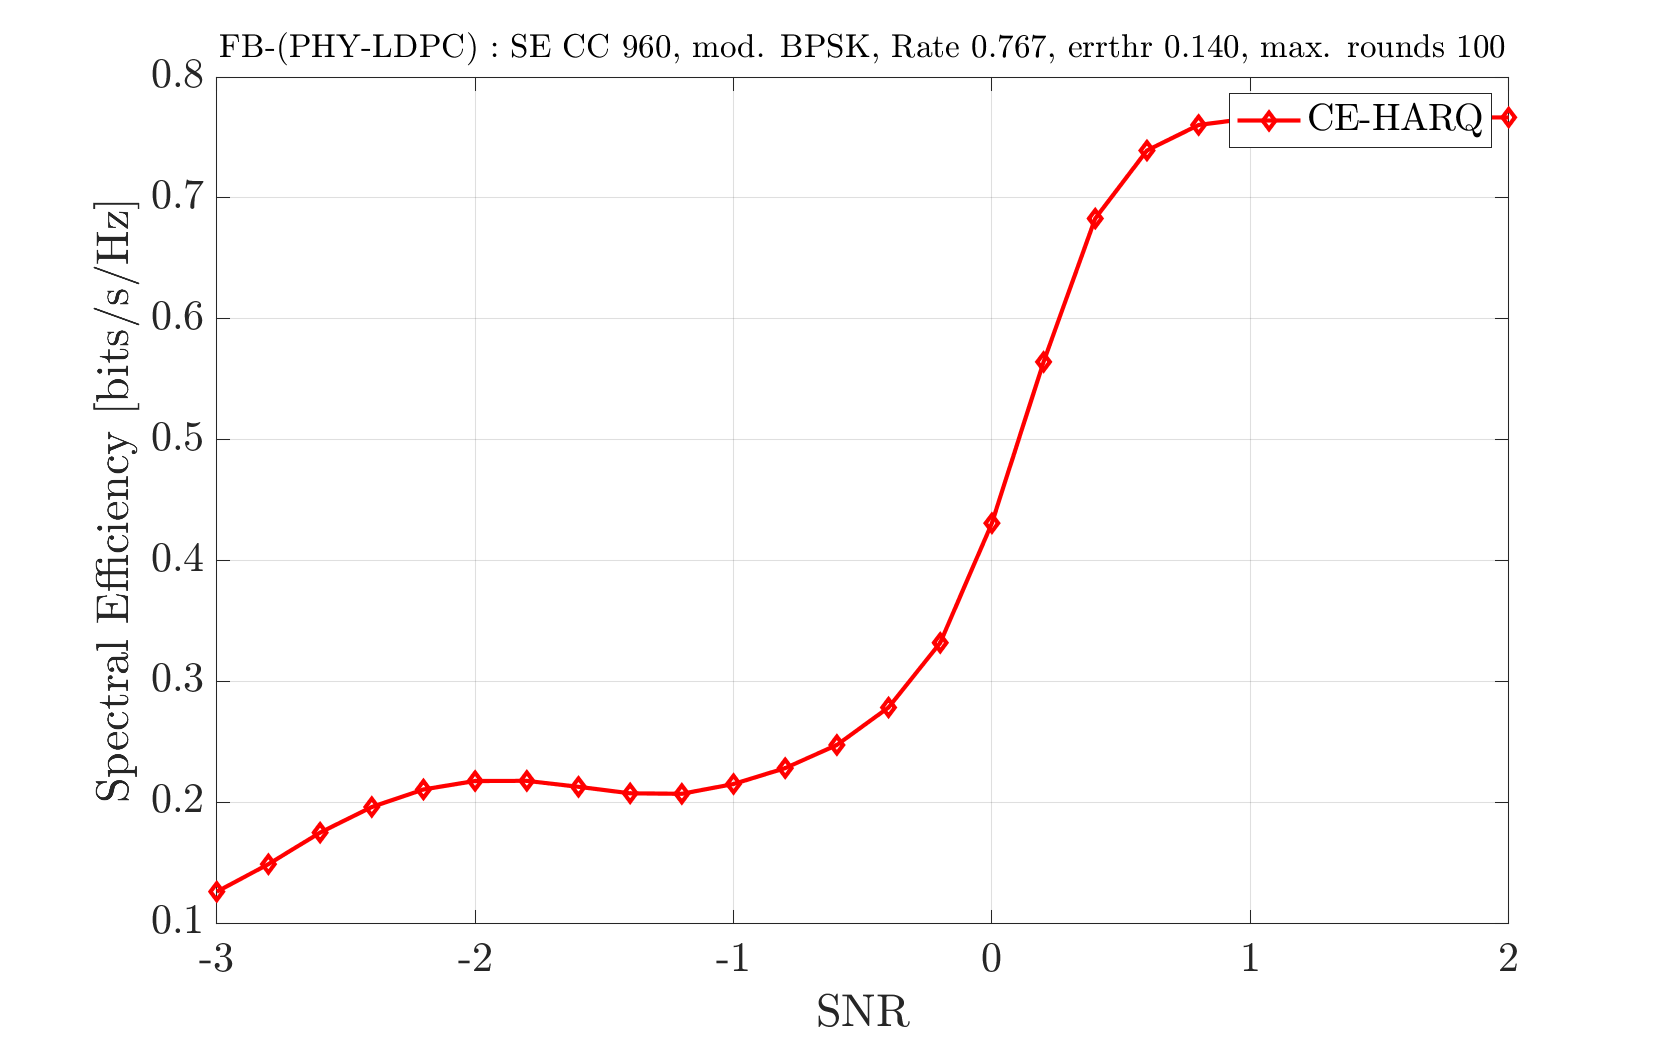 FB-(PHY-LDPC) : SE CC 960, mod. BPSK, Rate 0.767, errthr 0.140, max. rounds 100
CE-HARQ
Spectral Efficiency [bits/s/Hz]
0.8
0.7
0.6
0.5
0.4
0.3
0.2
0.1
-3 -2 -1 0 1 2
SNR